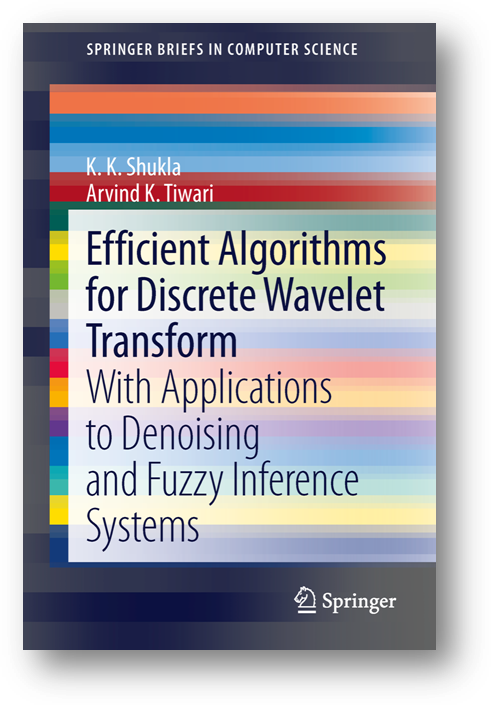 SPRINGER BRIEFS IN COMPUTER SCIENCE
K. K. Shukla
Arvind K. Tiwari
Efficient Algorithms
for Discrete Wavelet
Transform
With Applications
to Denoising
and Fuzzy Inference
Systems
Springer